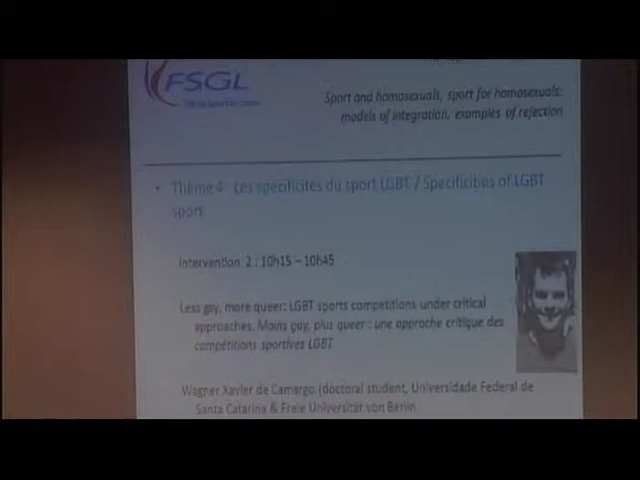 FSGL
Sport and homosexuals, sport for homosexuals:
models of integration, examples of rejection
• Thème 4 Les spécificités du sport LGBT / Specificities of LGBT
sport
Intervention 2 : 10h15 – 10h45
Less gay, more queer: LGBT sports competitions under critical
approaches. Moins gay, plus queer : une approche critique des
compétitions sportives LGBT
Wagner Xavier de Camargo (doctoral student, Universidade Federal de
Santa Catarina & Freie Universität von Berlin